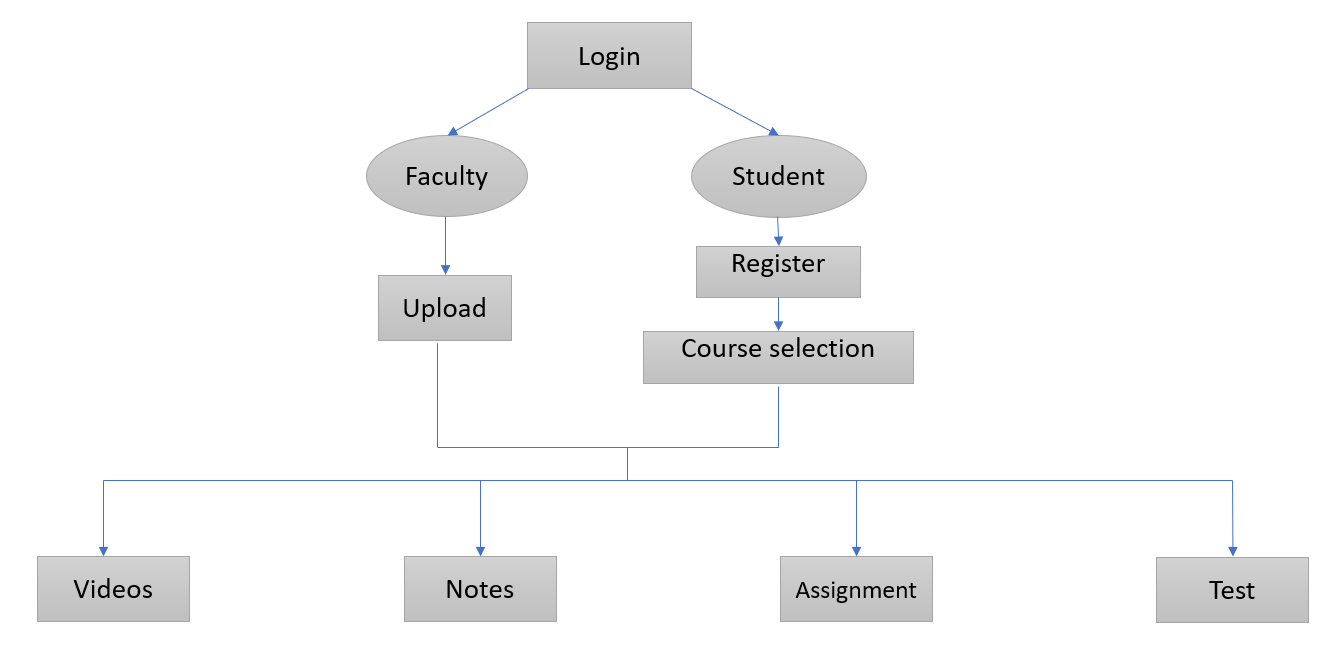 Login
Faculty
Student
Register
Upload
Course selection
Videos
Notes
Assignment
Test